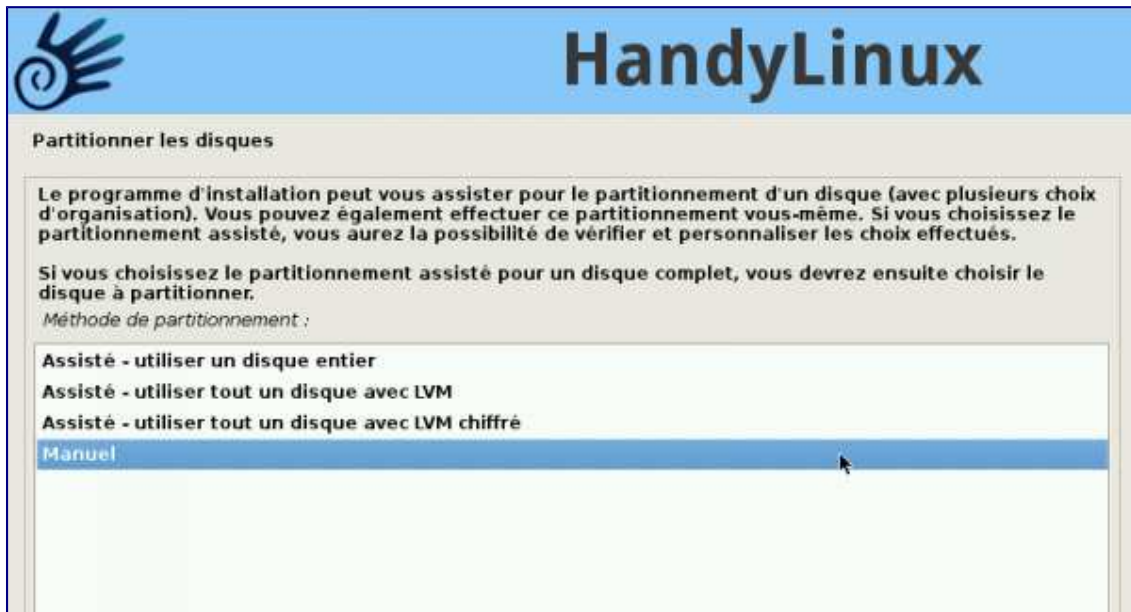 HandyLinux
Partitionner les disques
Le programme d'installation peut vous assister pour le partitionnement d'un disque (avec plusieurs choix
d'organisation). Vous pouvez également effectuer ce partitionnement vous-même. Si vous choisissez le
partitionnement assisté, vous aurez la possibilité de vérifier et personnaliser les choix effectués.
Si vous choisissez le partitionnement assisté pour un disque complet, vous devrez ensuite choisir le
disque à partitionner.
Méthode de partitionnement :
Assisté - utiliser un disque entier
Assisté - utiliser tout un disque avec LVM
Assisté - utiliser tout un disque avec LVM chiffré
Manuel